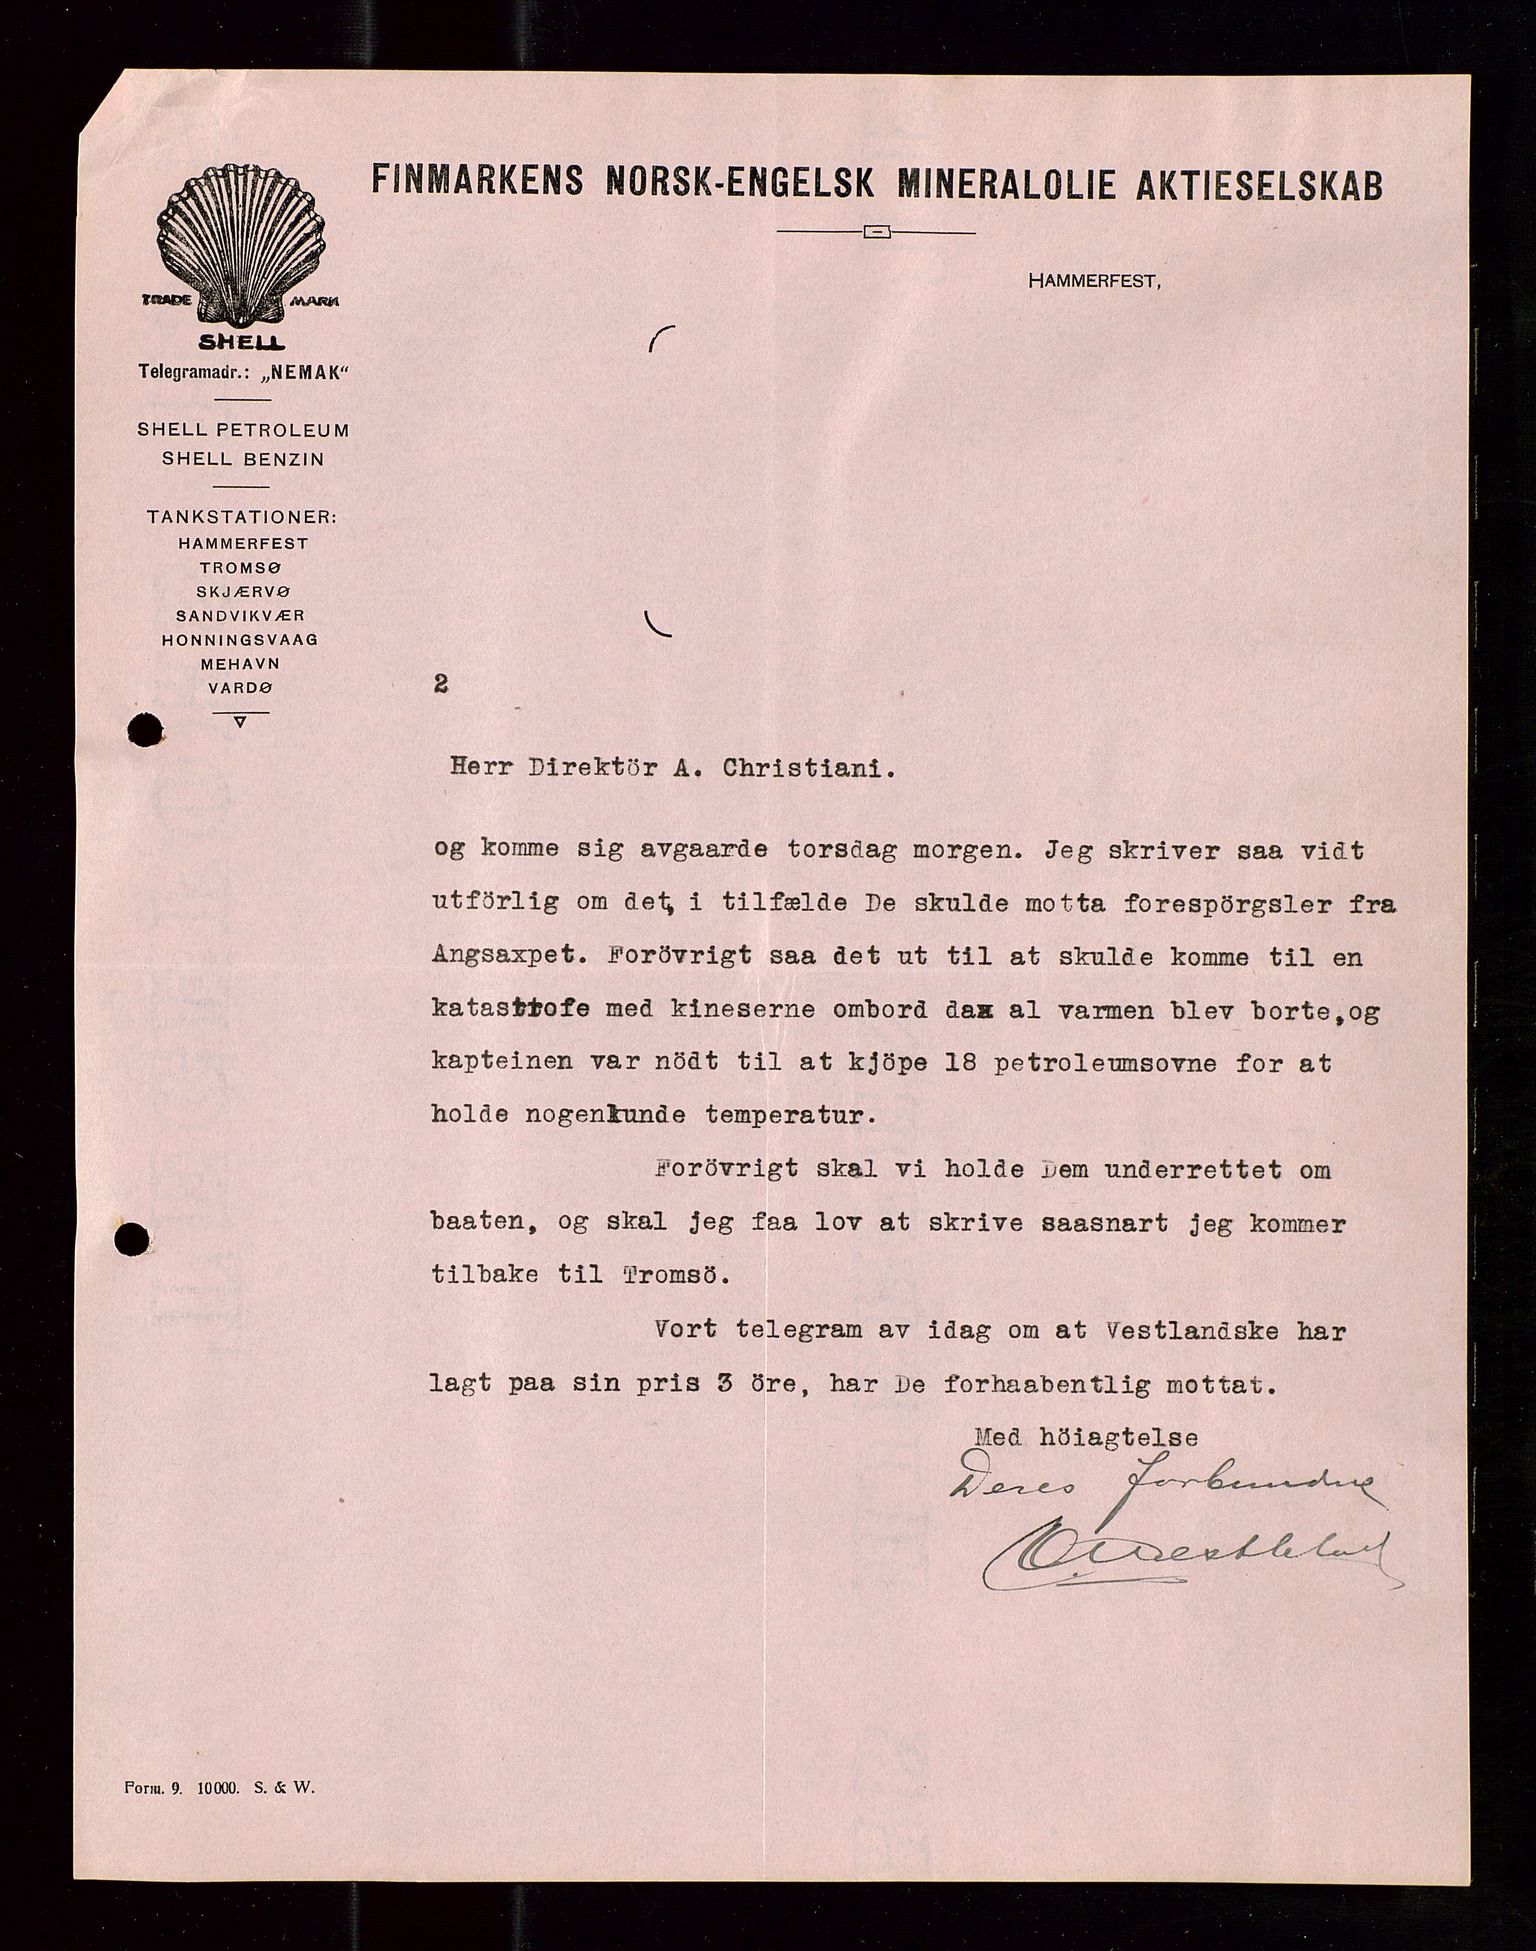 FINMARKENS NORSK-ENGELSK MINERALOLIE AKTIESELSKAB
HAMMERFEST,
TRADE MARK
SHELL
Telegramadr.: „NEMAK“
SHELL PETROLEUM
SHELL BENZIN
TANKSTATIONER:
HAMMERFEST
TROMSØ
SKJÆRVØ
SANDVIKVÆR
HONNINGSVAAG
MEHAVN
VARDØ
2
Herr Direktör A. Christiani.
og komme sig avgaarde torsdag morgen. Jeg skriver saa vidt
utförlig om det, i tilfælde De skulde motta forespörgsler fra
Angsaxpet. Forövrigt saa det ut til at skulde komme til en
katastrofe med kineserne ombord dax al varmen blev borte, og
kapteinen var nödt til at kjöpe 18 petroleumsovne for at
holde nogenlunde temperatur.
Forövrigt skal vi holde Dem underrettet om
baaten, og skal jeg faa lov at skrive saasnart jeg kommer
tilbake til Tromsö.
Vort telegram av idag om at Vestlandske har
lagt paa sin pris 3 öre, har De forhaabentlig mottat.
Med höiagtelse
Deres forbundne
Form. 9. 10000. S. & W.